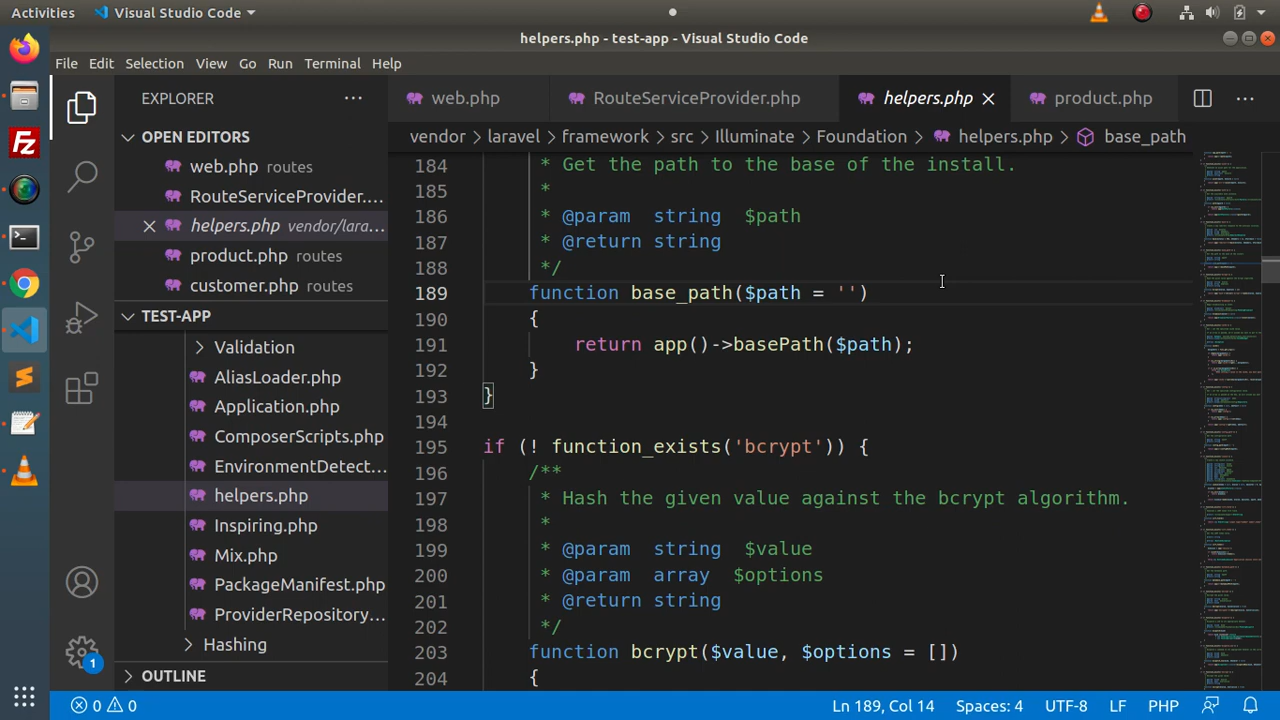 Activities Visual Studio Code
helpers.php - test-app - Visual Studio Code
File Edit Selection View Go Run Terminal Help
EXPLORER
OPEN EDITORS
web.php routes
RouteServiceProvider....
helpers.php vendor/lara...
product.php routes
customer.php routes
TEST-APP
Validation
AliasLoader.php
Application.php
ComposerScripts.php
EnvironmentDetect...
helpers.php
Inspiring.php
Mix.php
PackageManifest.php
ProviderRepository...
Hashing
OUTLINE
web.php RouteServiceProvider.php helpers.php product.php
vendor > laravel > framework > src > Illuminate > Foundation > helpers.php > base_path
184 * Get the path to the base of the install.
185 *
186 * @param string $path
187 * @return string
188 */
189 function base_path($path = '')
190 {
191 return app()->basePath($path);
192 }
193 }
194
195 if (! function_exists('bcrypt')) {
196 /**
197 * Hash the given value against the bcrypt algorithm.
198 *
199 * @param string $value
200 * @param array $options
201 * @return string
202 */
203 function bcrypt($value, $options = [])
204 {
1
0 0 Ln 189, Col 14 Spaces: 4 UTF-8 LF PHP